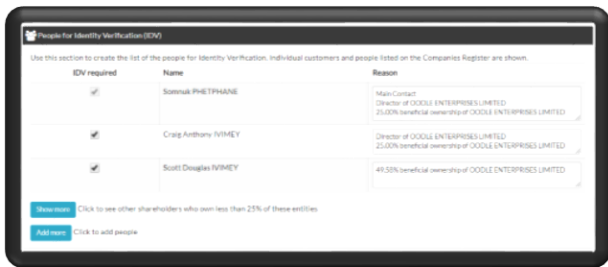 People for Identity Verification (IDV)
Use this section to create the list of the people for Identity Verification. Individual customers and people listed on the Companies Register are shown.
IDV required Name Reason
Somnuk PHETPHANE
Main Contact
Director of OODLE ENTERPRISES LIMITED
25.00% beneficial ownership of OODLE ENTERPRISES LIMITED
Craig Anthony IVIMEY
Director of OODLE ENTERPRISES LIMITED
25.00% beneficial ownership of OODLE ENTERPRISES LIMITED
Scott Douglas IVIMEY
49.58% beneficial ownership of OODLE ENTERPRISES LIMITED
Show more Click to see other shareholders who own less than 25% of these entities
Add more Click to add people